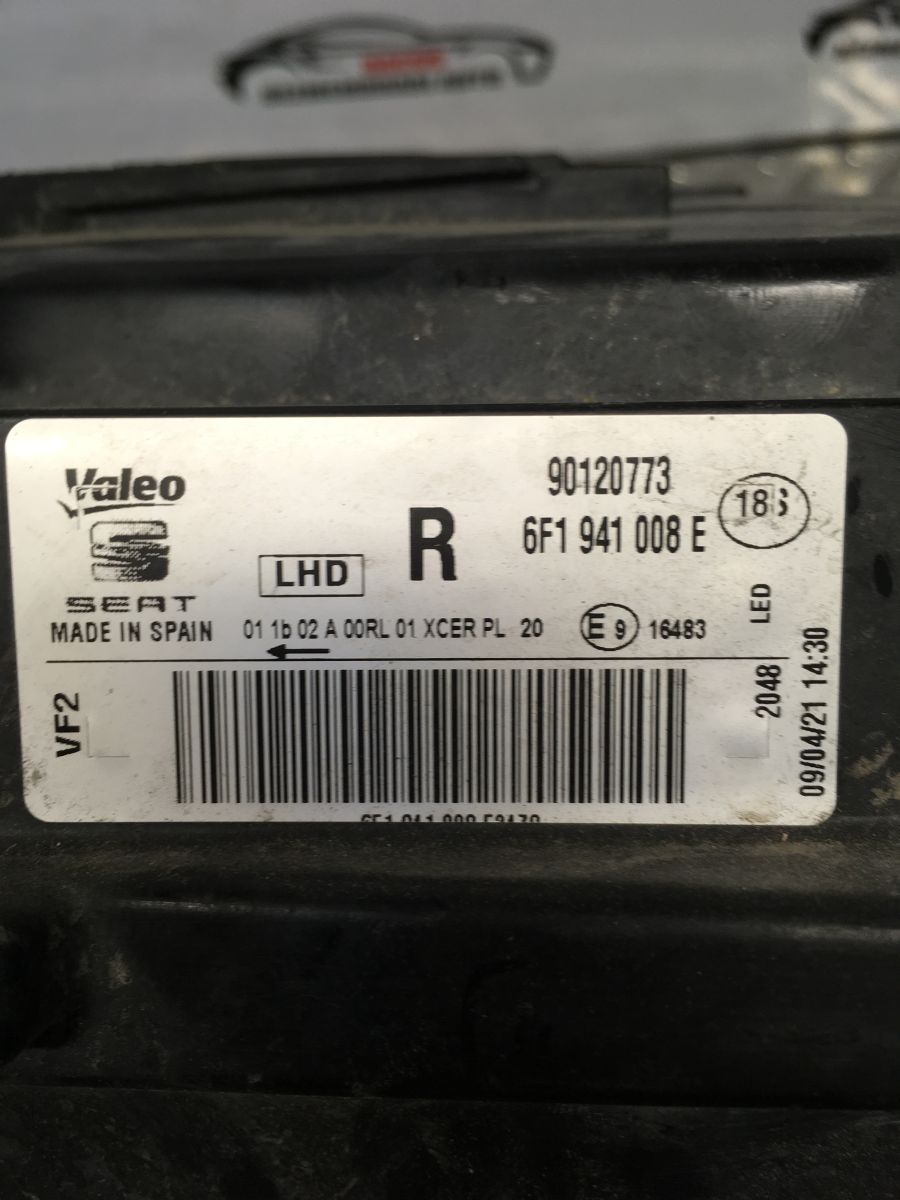 Valeo
SEAT
MADE IN SPAIN
LHD
R
90120773
6F1 941 008 E
01 1b 02 A 00RL 01 XCER PL 20
E 9 16483
LED
VF2
2048
09/04/21 14:30